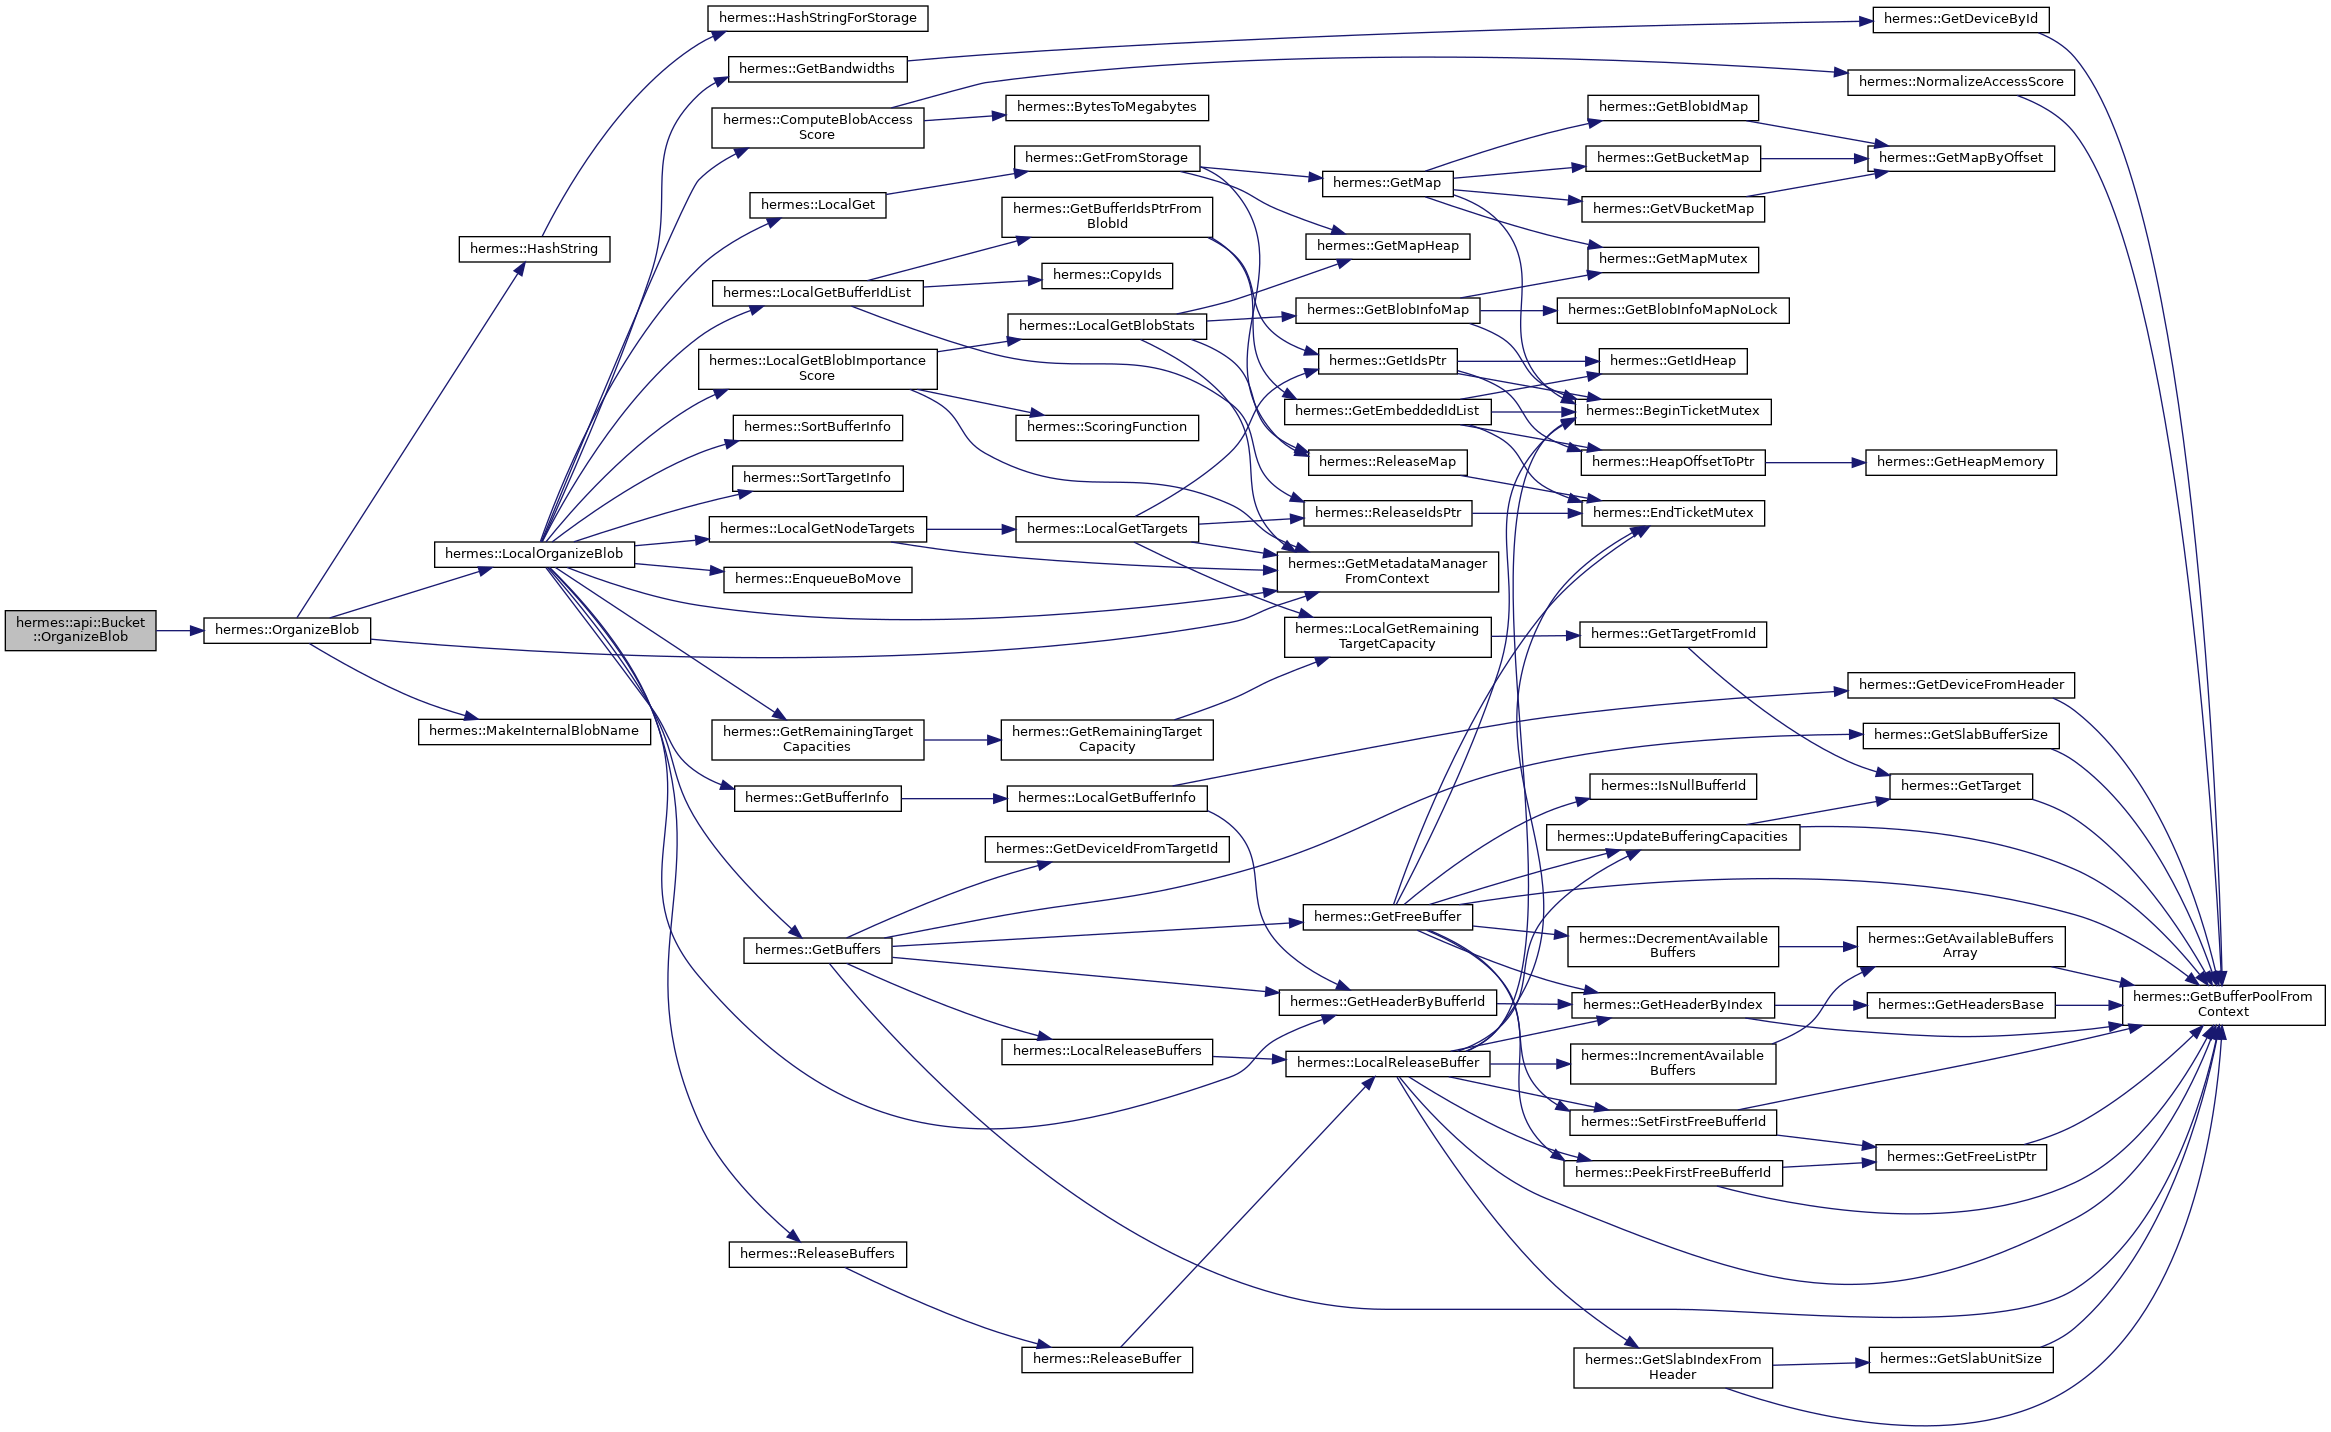 hermes::api::Bucket
::OrganizeBlob
hermes::OrganizeBlob
hermes::HashString
hermes::LocalOrganizeBlob
hermes::MakeInternalBlobName
hermes::HashStringForStorage
hermes::GetBandwidths
hermes::ComputeBlobAccess
Score
hermes::LocalGet
hermes::LocalGetBufferIdList
hermes::LocalGetBlobImportance
Score
hermes::SortBufferInfo
hermes::SortTargetInfo
hermes::LocalGetNodeTargets
hermes::EnqueueBoMove
hermes::GetRemainingTarget
Capacities
hermes::GetBufferInfo
hermes::GetBuffers
hermes::ReleaseBuffers
hermes::BytesToMegabytes
hermes::GetFromStorage
hermes::GetBufferIdsPtrFrom
BlobId
hermes::CopyIds
hermes::LocalGetBlobStats
hermes::ScoringFunction
hermes::LocalGetTargets
hermes::GetRemainingTarget
Capacity
hermes::LocalGetBufferInfo
hermes::GetDeviceIdFromTargetId
hermes::LocalReleaseBuffers
hermes::ReleaseBuffer
hermes::GetMap
hermes::GetMapHeap
hermes::GetBlobInfoMap
hermes::GetIdsPtr
hermes::GetEmbeddedIdList
hermes::ReleaseMap
hermes::ReleaseIdsPtr
hermes::GetMetadataManager
FromContext
hermes::LocalGetRemaining
TargetCapacity
hermes::GetFreeBuffer
hermes::GetHeaderByBufferId
hermes::LocalReleaseBuffer
hermes::GetBlobIdMap
hermes::GetBucketMap
hermes::GetVBucketMap
hermes::GetMapMutex
hermes::GetBlobInfoMapNoLock
hermes::GetIdHeap
hermes::BeginTicketMutex
hermes::HeapOffsetToPtr
hermes::EndTicketMutex
hermes::GetTargetFromId
hermes::IsNullBufferId
hermes::UpdateBufferingCapacities
hermes::DecrementAvailable
Buffers
hermes::GetHeaderByIndex
hermes::IncrementAvailable
Buffers
hermes::SetFirstFreeBufferId
hermes::PeekFirstFreeBufferId
hermes::GetSlabIndexFrom
Header
hermes::GetDeviceById
hermes::NormalizeAccessScore
hermes::GetMapByOffset
hermes::GetHeapMemory
hermes::GetDeviceFromHeader
hermes::GetSlabBufferSize
hermes::GetTarget
hermes::GetAvailableBuffers
Array
hermes::GetHeadersBase
hermes::GetFreeListPtr
hermes::GetSlabUnitSize
hermes::GetBufferPoolFrom
Context